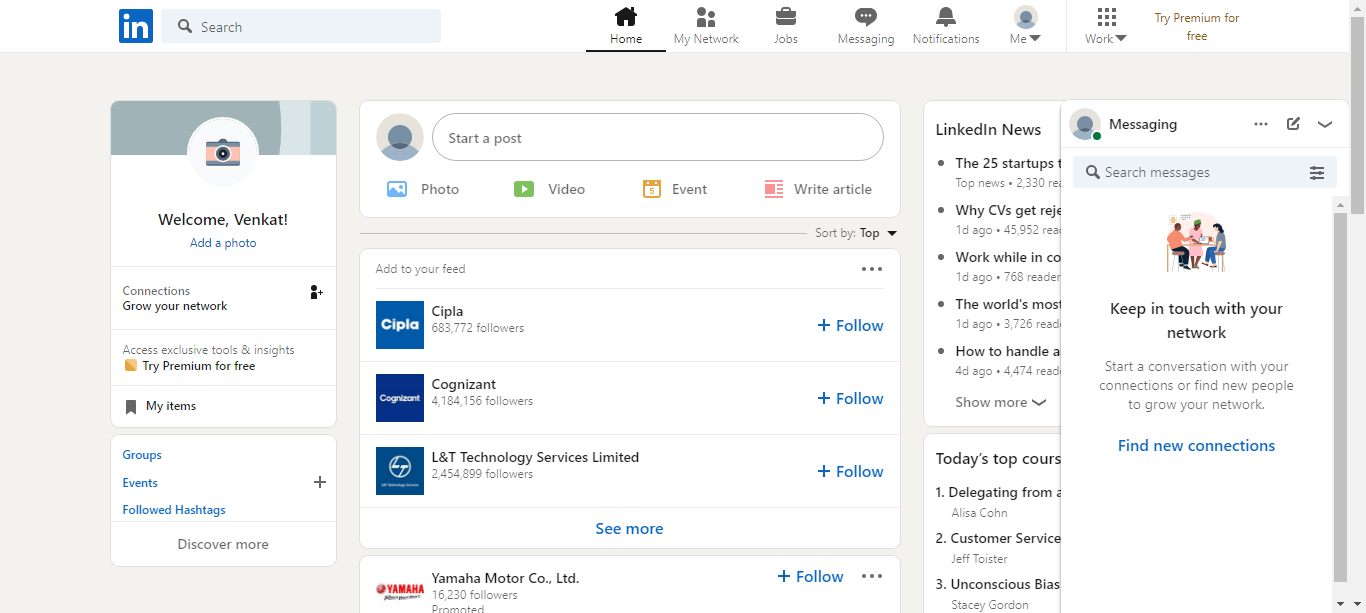 in
Search
Home
My Network
Jobs
Messaging
Notifications
Me
Work
Try Premium for
free
Welcome, Venkat!
Add a photo
Connections
Grow your network
Access exclusive tools & insights
Try Premium for free
My items
Groups
Events
Followed Hashtags
Discover more
Start a post
Photo
Video
5
Event
Write article
Sort by: Top
Add to your feed
Cipla
Cipla
683,772 followers
+ Follow
Cognizant
Cognizant
4,184,156 followers
+ Follow
L&T Technology Services
L&T Technology Services Limited
2,454,899 followers
+ Follow
See more
YAMAHA
Yamaha Motor Co., Ltd.
16,230 followers
Promoted
+ Follow
LinkedIn News
The 25 startups
Top news • 2,330
Why CVs get
1d ago • 45,952
Work while in
1d ago • 768 reader
The world's most
1d ago • 3,726
How to handle a
4d ago • 4,474
Show more
Today's top
1. Delegating from a
Alisa Cohn
2. Customer Service
Jeff Toister
3. Unconscious Bias
Stacey Gordon
Messaging
Search messages
Keep in touch with your
network
Start a conversation with your
connections or find new people
to grow your network.
Find new connections